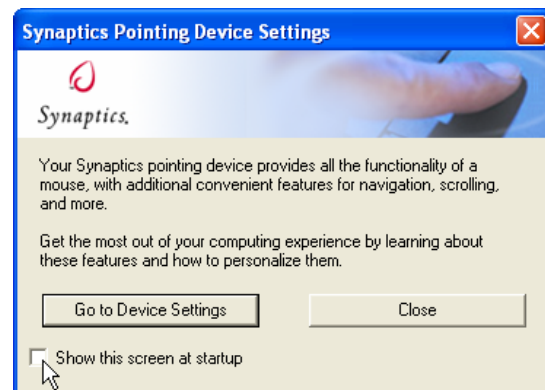 Synaptics Pointing Device Settings
Synaptics.
Your Synaptics pointing device provides all the functionality of a
mouse, with additional convenient features for navigation, scrolling,
and more.
Get the most out of your computing experience by learning about
these features and how to personalize them.
Go to Device Settings
Close
Show this screen at startup